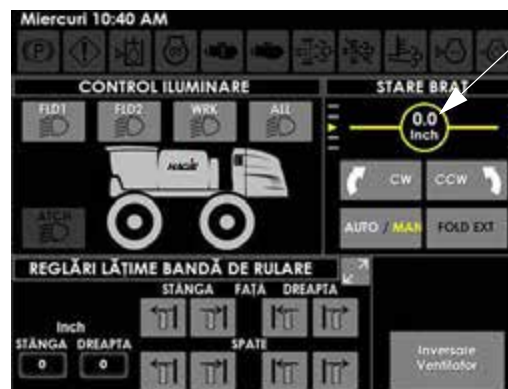 Miercuri 10:40 AM
CONTROL ILUMINARE
STARE BRAȚ
FLD1 FLD2 WRK ALL
0.0
Inch
HAGIE
CW CCW
ATCH
AUTO / MAN FOLD EXT
REGLĂRI LĂȚIME BANDĂ DE RULARE
STÂNGA FAȚĂ DREAPTA
Inch
STÂNGA DREAPTA
SPATE
0 0
Inversare
Ventilator